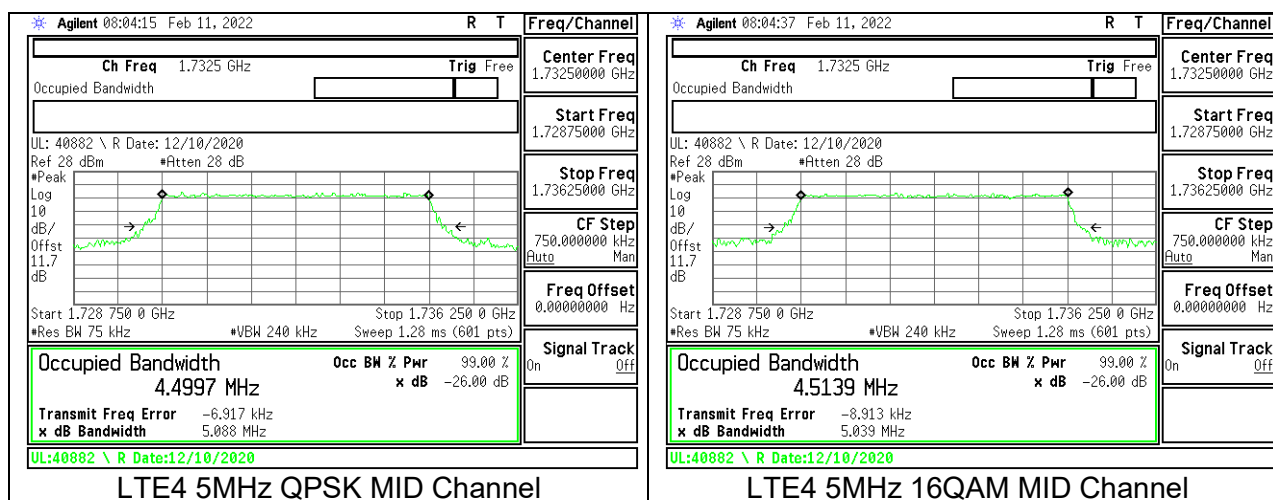 Agilent 08:04:15 Feb 11, 2022 R T
Freq/Channel
Ch Freq 1.7325 GHz Trig Free
Occupied Bandwidth
Center Freq
1.73250000 GHz
Start Freq
1.72875000 GHz
UL: 40882 \ R Date: 12/10/2020
Ref 28 dBm #Atten 28 dB
#Peak
Log
10
dB/
Offst
11.7
dB
Stop Freq
1.73625000 GHz
CF Step
750.000000 kHz
Auto Man
Freq Offset
0.00000000 Hz
Start 1.728 750 0 GHz Stop 1.736 250 0 GHz
#Res BW 75 kHz #VBW 240 kHz Sweep 1.28 ms (601 pts)
Signal Track
On Off
Occupied Bandwidth Occ BW % Pwr 99.00 %
4.4997 MHz x dB -26.00 dB
Transmit Freq Error -6.917 kHz
x dB Bandwidth 5.088 MHz
UL:40882 \ R Date:12/10/2020
LTE4 5MHz QPSK MID Channel
Agilent 08:04:37 Feb 11, 2022 R T
Freq/Channel
Ch Freq 1.7325 GHz Trig Free
Occupied Bandwidth
Center Freq
1.73250000 GHz
Start Freq
1.72875000 GHz
UL: 40882 \ R Date: 12/10/2020
Ref 28 dBm #Atten 28 dB
#Peak
Log
10
dB/
Offst
11.7
dB
Stop Freq
1.73625000 GHz
CF Step
750.000000 kHz
Auto Man
Freq Offset
0.00000000 Hz
Start 1.728 750 0 GHz Stop 1.736 250 0 GHz
#Res BW 75 kHz #VBW 240 kHz Sweep 1.28 ms (601 pts)
Signal Track
On Off
Occupied Bandwidth Occ BW % Pwr 99.00 %
4.5139 MHz x dB -26.00 dB
Transmit Freq Error -8.913 kHz
x dB Bandwidth 5.039 MHz
UL:40882 \ R Date:12/10/2020
LTE4 5MHz 16QAM MID Channel